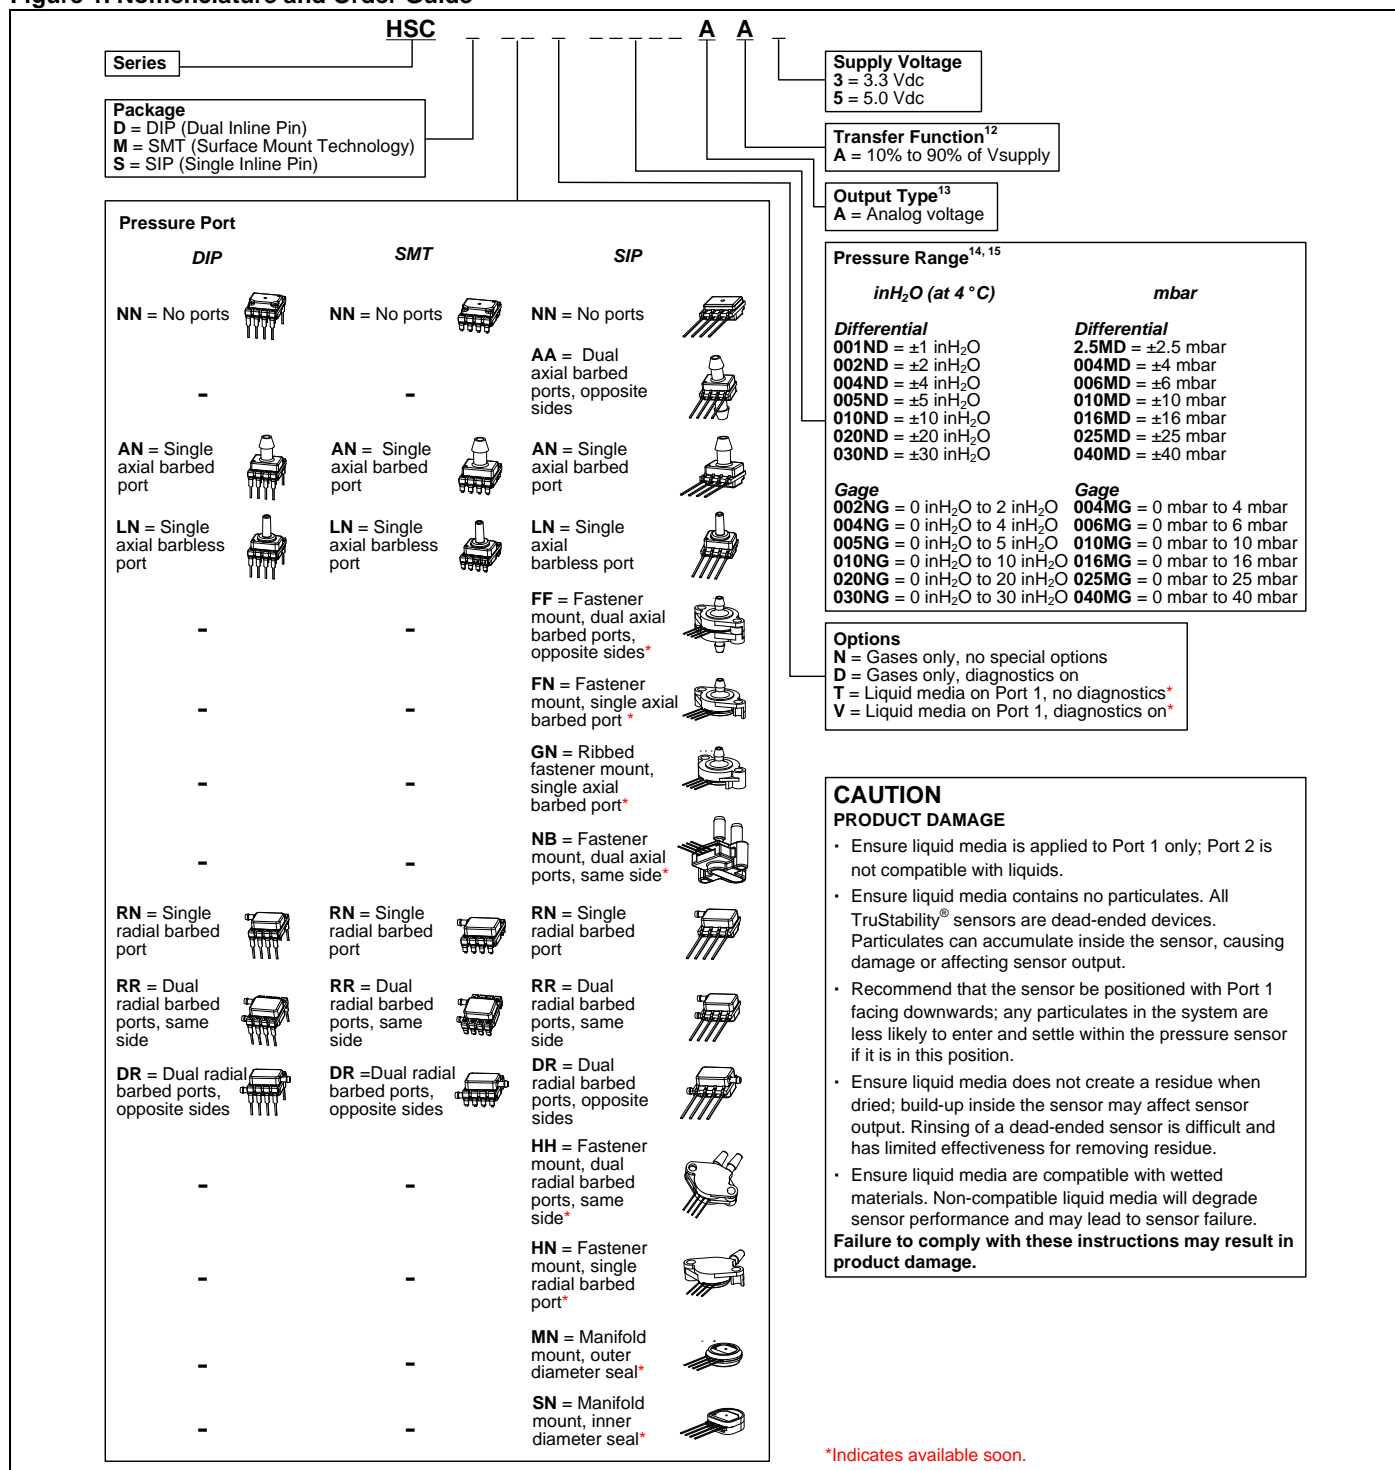 Figure 1. Nomenclature and Order Guide
HSC _ _ _ _ _ _ _ _ A A _
Series
Package
D = DIP (Dual Inline Pin)
M = SMT (Surface Mount Technology)
S = SIP (Single Inline Pin)
Supply Voltage
3 = 3.3 Vdc
5 = 5.0 Vdc
Transfer Function12
A = 10% to 90% of Vsupply
Output Type13
A = Analog voltage
Pressure Port
DIP
SMT
SIP
NN = No ports
NN = No ports
NN = No ports
-
-
AA = Dual
axial barbed
ports, opposite
sides
AN = Single
axial barbed
port
AN = Single
axial barbed
port
AN = Single
axial barbed
port
LN = Single
axial barbless
port
LN = Single
axial barbless
port
LN = Single
axial
barbless port
-
-
FF = Fastener
mount, dual axial
barbed ports,
opposite sides*
-
-
FN = Fastener
mount, single axial
barbed port *
-
-
GN = Ribbed
fastener mount,
single axial
barbed port*
-
-
NB = Fastener
mount, dual axial
ports, same side*
RN = Single
radial barbed
port
RN = Single
radial barbed
port
RN = Single
radial barbed
port
RR = Dual
radial barbed
ports, same
side
RR = Dual
radial barbed
ports, same
side
RR = Dual
radial barbed
ports, same
side
DR = Dual radial
barbed ports,
opposite sides
DR =Dual radial
barbed ports,
opposite sides
DR = Dual
radial barbed
ports, opposite
sides
-
-
HH = Fastener
mount, dual
radial barbed
ports, same
side*
-
-
HN = Fastener
mount, single
radial barbed
port*
-
-
MN = Manifold
mount, outer
diameter seal*
-
-
SN = Manifold
mount, inner
diameter seal*
Pressure Range14, 15
inH2O (at 4 °C)
mbar
Differential
Differential
001ND = ±1 inH2O
2.5MD = ±2.5 mbar
002ND = ±2 inH2O
004MD = ±4 mbar
004ND = ±4 inH2O
006MD = ±6 mbar
005ND = ±5 inH2O
010MD = ±10 mbar
010ND = ±10 inH2O
016MD = ±16 mbar
020ND = ±20 inH2O
025MD = ±25 mbar
030ND = ±30 inH2O
040MD = ±40 mbar
Gage
Gage
002NG = 0 inH2O to 2 inH2O
004MG = 0 mbar to 4 mbar
004NG = 0 inH2O to 4 inH2O
006MG = 0 mbar to 6 mbar
005NG = 0 inH2O to 5 inH2O
010MG = 0 mbar to 10 mbar
010NG = 0 inH2O to 10 inH2O
016MG = 0 mbar to 16 mbar
020NG = 0 inH2O to 20 inH2O
025MG = 0 mbar to 25 mbar
030NG = 0 inH2O to 30 inH2O
040MG = 0 mbar to 40 mbar
Options
N = Gases only, no special options
D = Gases only, diagnostics on
T = Liquid media on Port 1, no diagnostics*
V = Liquid media on Port 1, diagnostics on*
CAUTION
PRODUCT DAMAGE
· Ensure liquid media is applied to Port 1 only; Port 2 is
not compatible with liquids.
· Ensure liquid media contains no particulates. All
TruStability® sensors are dead-ended devices.
Particulates can accumulate inside the sensor, causing
damage or affecting sensor output.
· Recommend that the sensor be positioned with Port 1
facing downwards; any particulates in the system are
less likely to enter and settle within the pressure sensor
if it is in this position.
· Ensure liquid media does not create a residue when
dried; build-up inside the sensor may affect sensor
output. Rinsing of a dead-ended sensor is difficult and
has limited effectiveness for removing residue.
· Ensure liquid media are compatible with wetted
materials. Non-compatible liquid media will degrade
sensor performance and may lead to sensor failure.
Failure to comply with these instructions may result in
product damage.
*Indicates available soon.